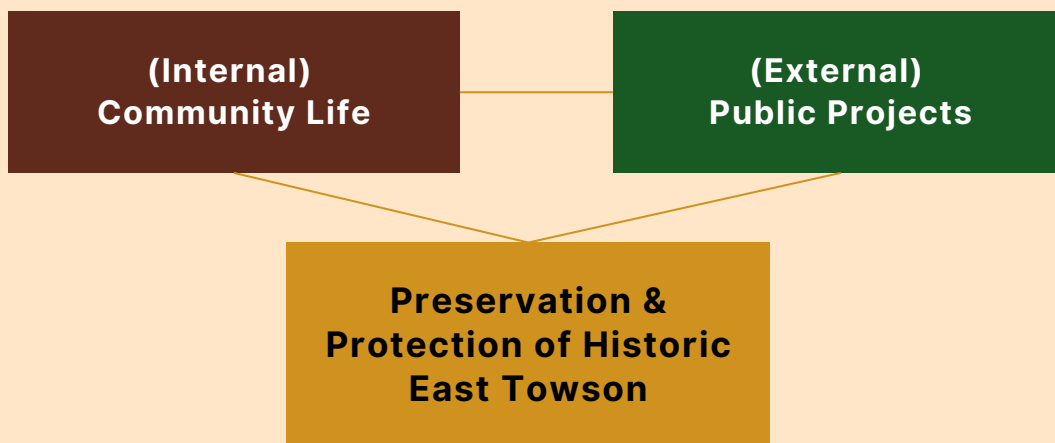 (Internal)
Community Life
(External)
Public Projects
Preservation &
Protection of Historic
East Towson